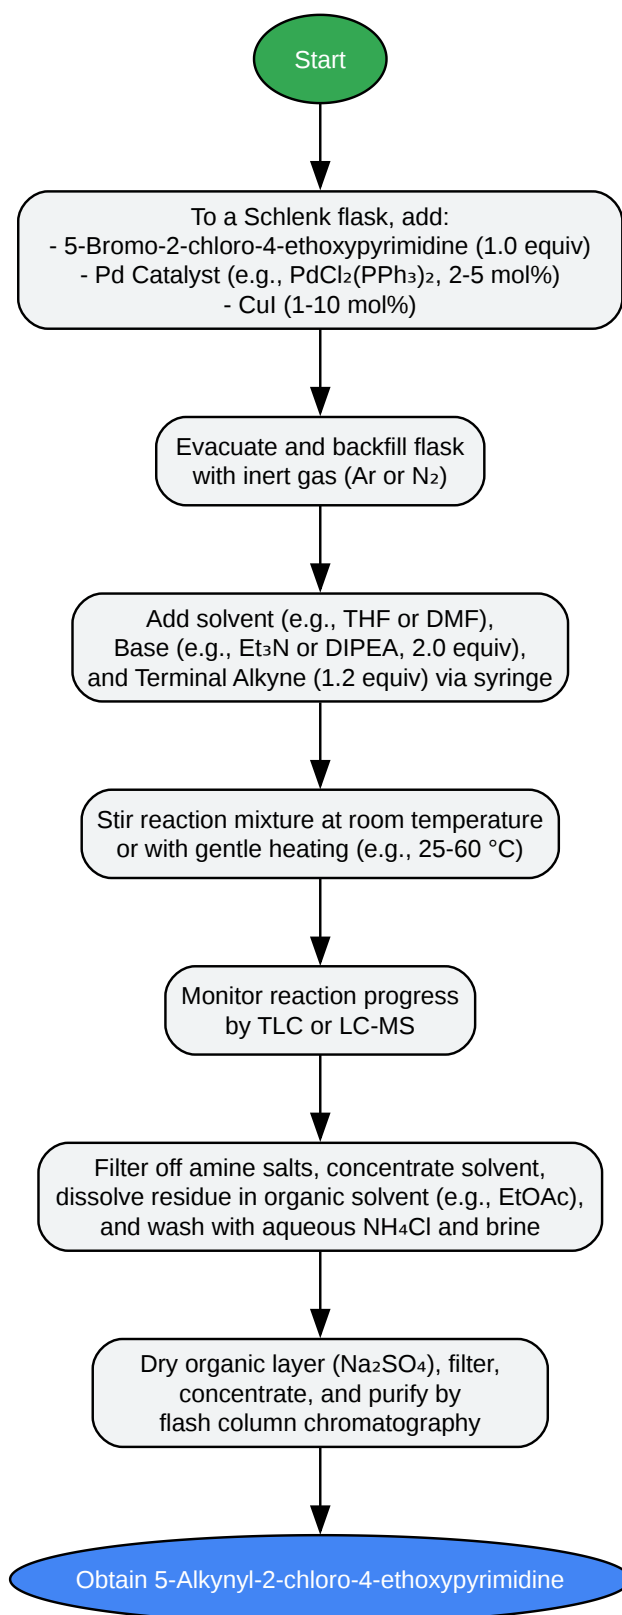 Start
To a Schlenk flask, add:
- 5-Bromo-2-chloro-4-ethoxypyrimidine (1.0 equiv)
- Pd Catalyst (e.g., PdCl₂(PPh₃)₂, 2-5 mol%)
- CuI (1-10 mol%)
Evacuate and backfill flask
with inert gas (Ar or N₂)
Add solvent (e.g., THF or DMF),
Base (e.g., Et₃N or DIPEA, 2.0 equiv),
and Terminal Alkyne (1.2 equiv) via syringe
Stir reaction mixture at room temperature
or with gentle heating (e.g., 25-60 °C)
Monitor reaction progress
by TLC or LC-MS
Filter off amine salts, concentrate solvent,
dissolve residue in organic solvent (e.g., EtOAc),
and wash with aqueous NH₄Cl and brine
Dry organic layer (Na₂SO₄), filter,
concentrate, and purify by
flash column chromatography
Obtain 5-Alkynyl-2-chloro-4-ethoxypyrimidine